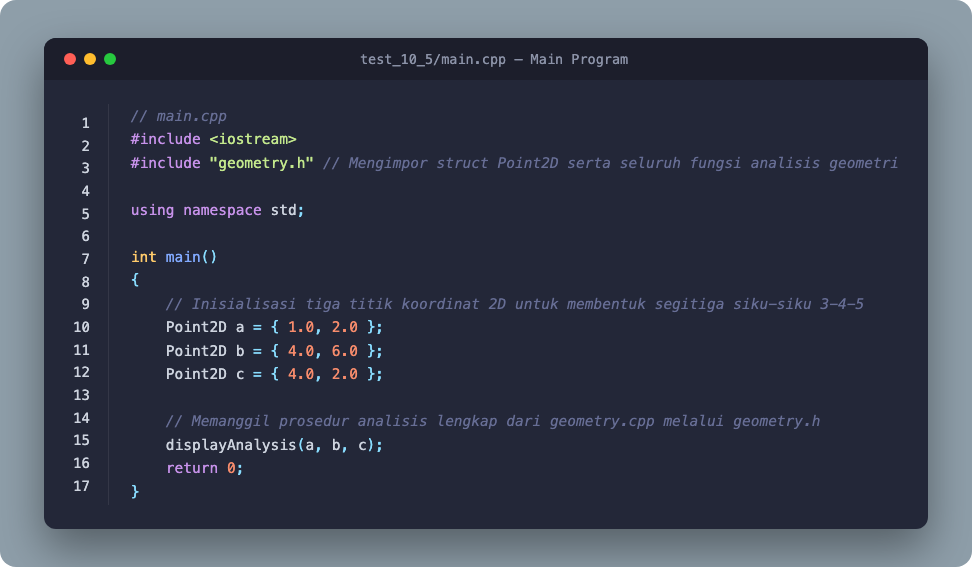 test_10_5/main.cpp — Main Program
1 // main.cpp
2 #include <iostream>
3 #include "geometry.h" // Mengimpor struct Point2D serta seluruh fungsi analisis geometri
4
5 using namespace std;
6
7 int main()
8 {
9     // Inisialisasi tiga titik koordinat 2D untuk membentuk segitiga siku-siku 3-4-5
10     Point2D a = { 1.0, 2.0 };
11     Point2D b = { 4.0, 6.0 };
12     Point2D c = { 4.0, 2.0 };
13
14     // Memanggil prosedur analisis lengkap dari geometry.cpp melalui geometry.h
15     displayAnalysis(a, b, c);
16     return 0;
17 }